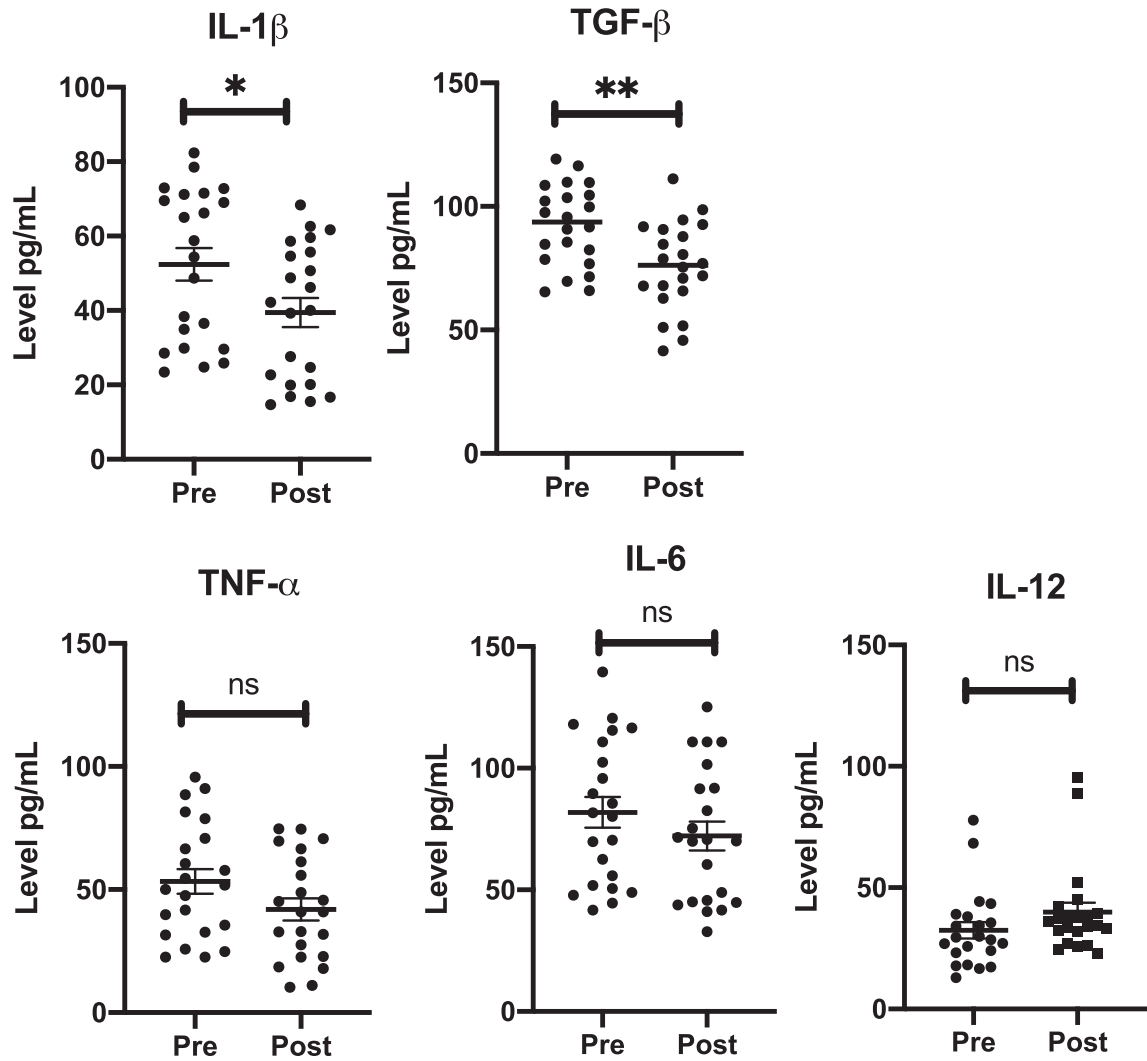 IL-1β
TGF-β
Level pg/mL
100
80
60
40
20
0
*
Pre
Post
Level pg/mL
150
100
50
0
**
Pre
Post
TNF-α
IL-6
IL-12
Level pg/mL
150
100
50
0
ns
Pre
Post
Level pg/mL
150
100
50
0
ns
Pre
Post
Level pg/mL
150
100
50
0
ns
Pre
Post